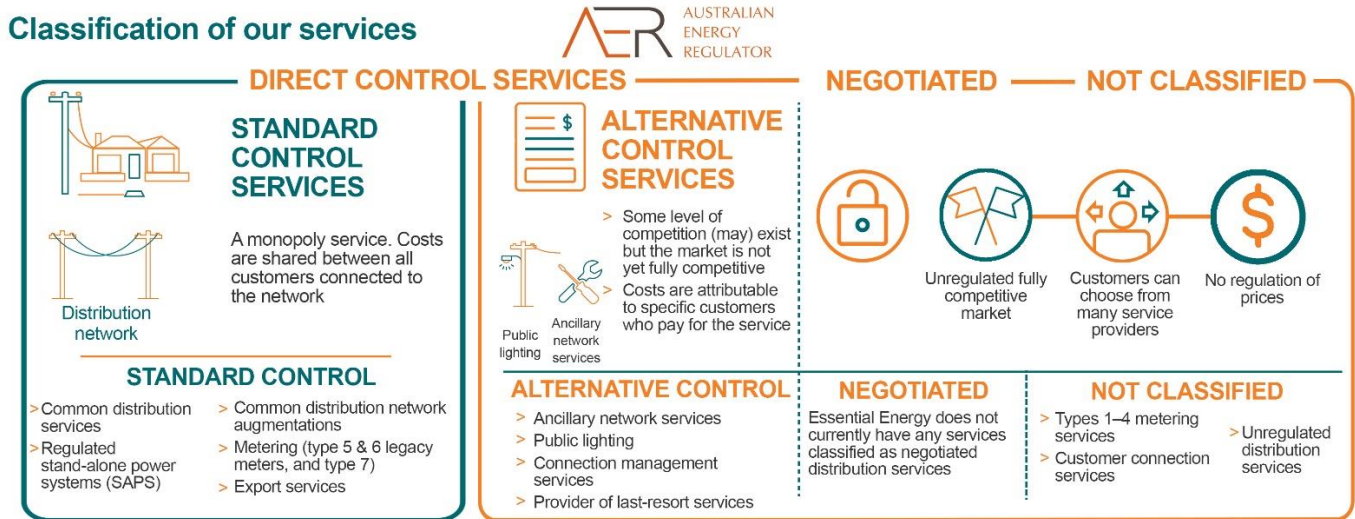 Classification of our services
AER
AUSTRALIAN
ENERGY
REGULATOR
DIRECT CONTROL SERVICES
NEGOTIATED
NOT CLASSIFIED
STANDARD
CONTROL
SERVICES
A monopoly service. Costs
are shared between all
customers connected to
the network
Distribution
network
STANDARD CONTROL
> Common distribution
services
> Regulated
stand-alone power
systems (SAPS)
> Common distribution network
augmentations
> Metering (type 5 & 6 legacy
meters, and type 7)
> Export services
$
ALTERNATIVE
CONTROL
SERVICES
> Some level of
competition (may) exist
but the market is not
yet fully competitive
> Costs are attributable
to specific customers
who pay for the service
Public
lighting
Ancillary
network
services
ALTERNATIVE CONTROL
> Ancillary network services
> Public lighting
> Connection management
services
> Provider of last-resort services
NEGOTIATED
Essential Energy does not
currently have any services
classified as negotiated
distribution services
Unregulated fully
competitive
market
Customers can
choose from
many service
providers
$
No regulation of
prices
NOT CLASSIFIED
> Types 1–4 metering
services
> Customer connection
services
> Unregulated
distribution
services